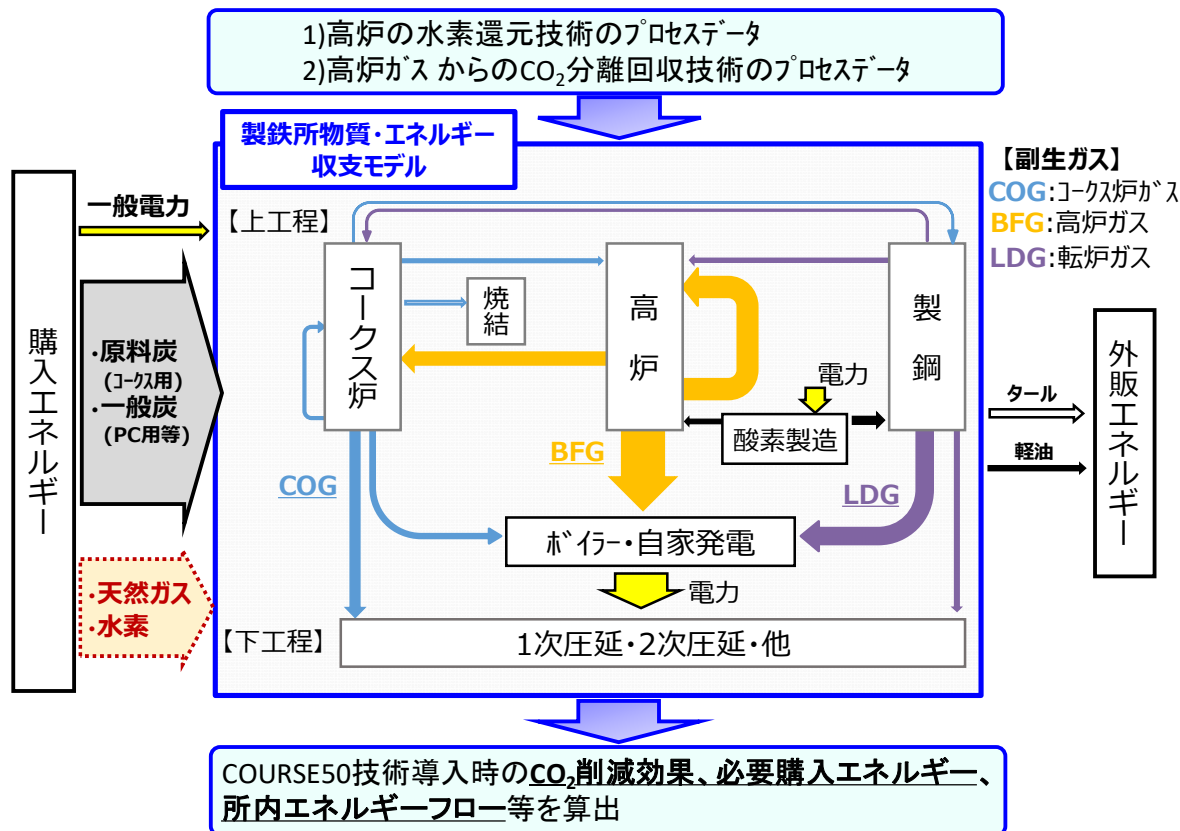 1)高炉の水素還元技術のプロセスデータ
2)高炉ガス からのCO₂分離回収技術のプロセスデータ
製鉄所物質・エネルギー
収支モデル
【副生ガス】
COG:コークス炉ガス
BFG:高炉ガス
LDG:転炉ガス
購入エネルギー
一般電力
・原料炭
(コークス用)
・一般炭
(PC用等)
・天然ガス
・水素
【上工程】
コークス炉
焼結
高炉
製鋼
電力
酸素製造
COG
BFG
LDG
ボイラー・自家発電
電力
【下工程】
1次圧延・2次圧延・他
タール
軽油
外販エネルギー
COURSE50技術導入時のCO₂削減効果、必要購入エネルギー、
所内エネルギーフロー等を算出